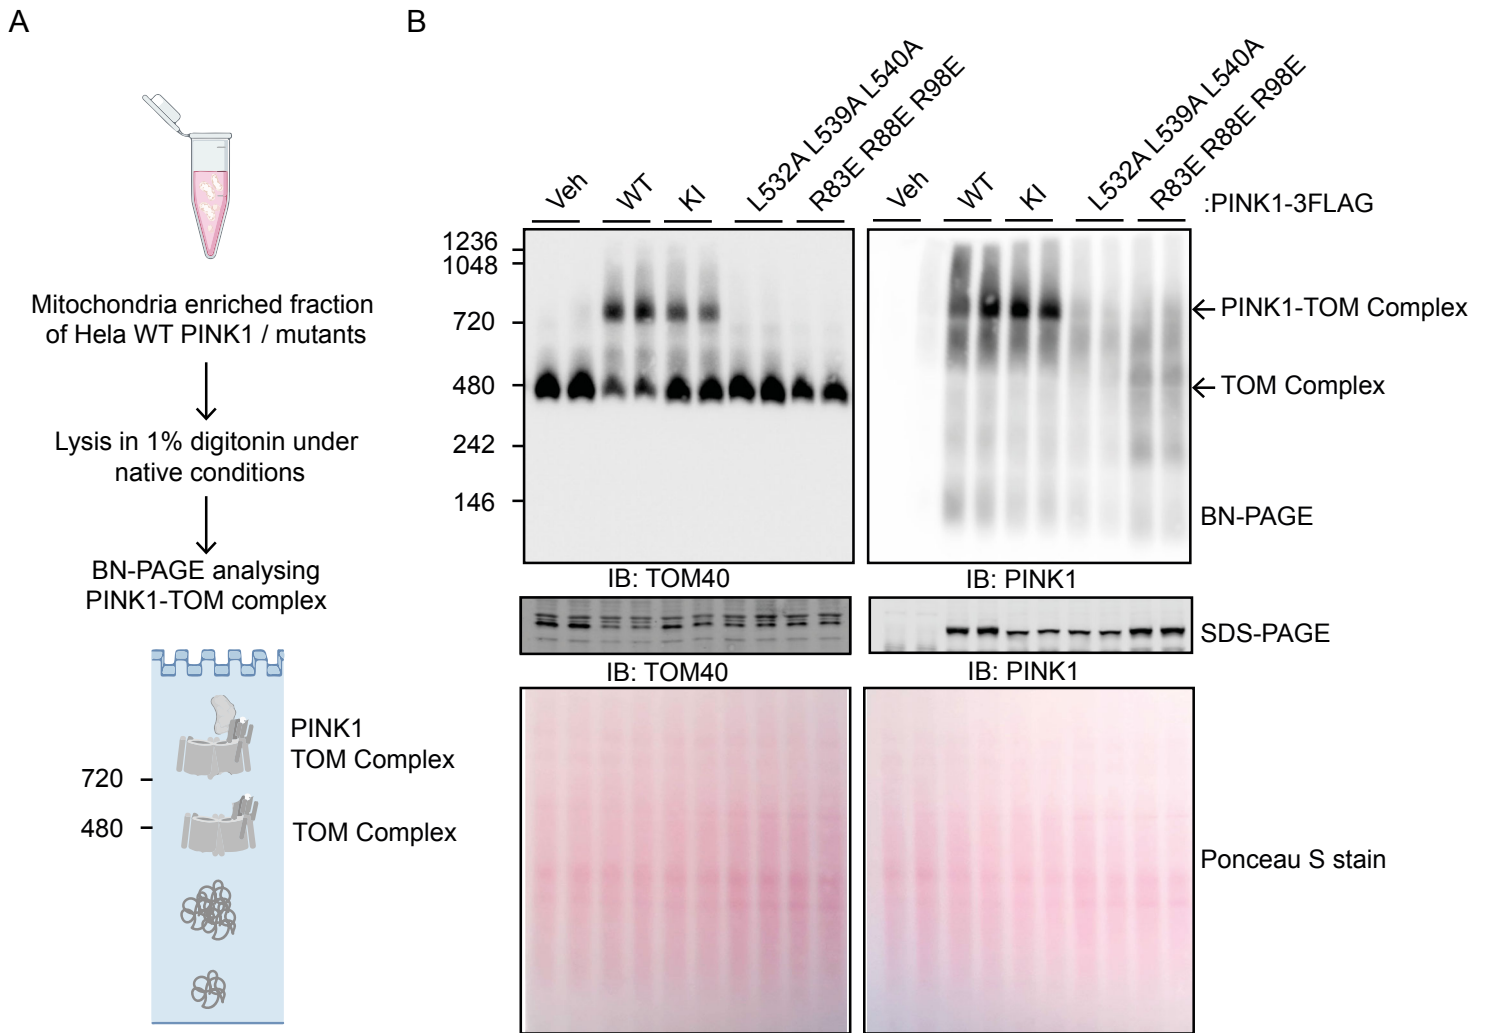 A
Mitochondria enriched fraction
of Hela WT PINK1 / mutants
Lysis in 1% digitonin under
native conditions
BN-PAGE analysing
PINK1-TOM complex
PINK1
TOM Complex
720
480
TOM Complex
B
Veh
WT
KI
L532A L539A L540A
R83E R88E R98E
Veh
WT
KI
L532A L539A L540A
R83E R88E R98E
:PINK1-3FLAG
1236
1048
720
480
242
146
PINK1-TOM Complex
TOM Complex
BN-PAGE
IB: TOM40
IB: PINK1
SDS-PAGE
IB: TOM40
IB: PINK1
Ponceau S stain